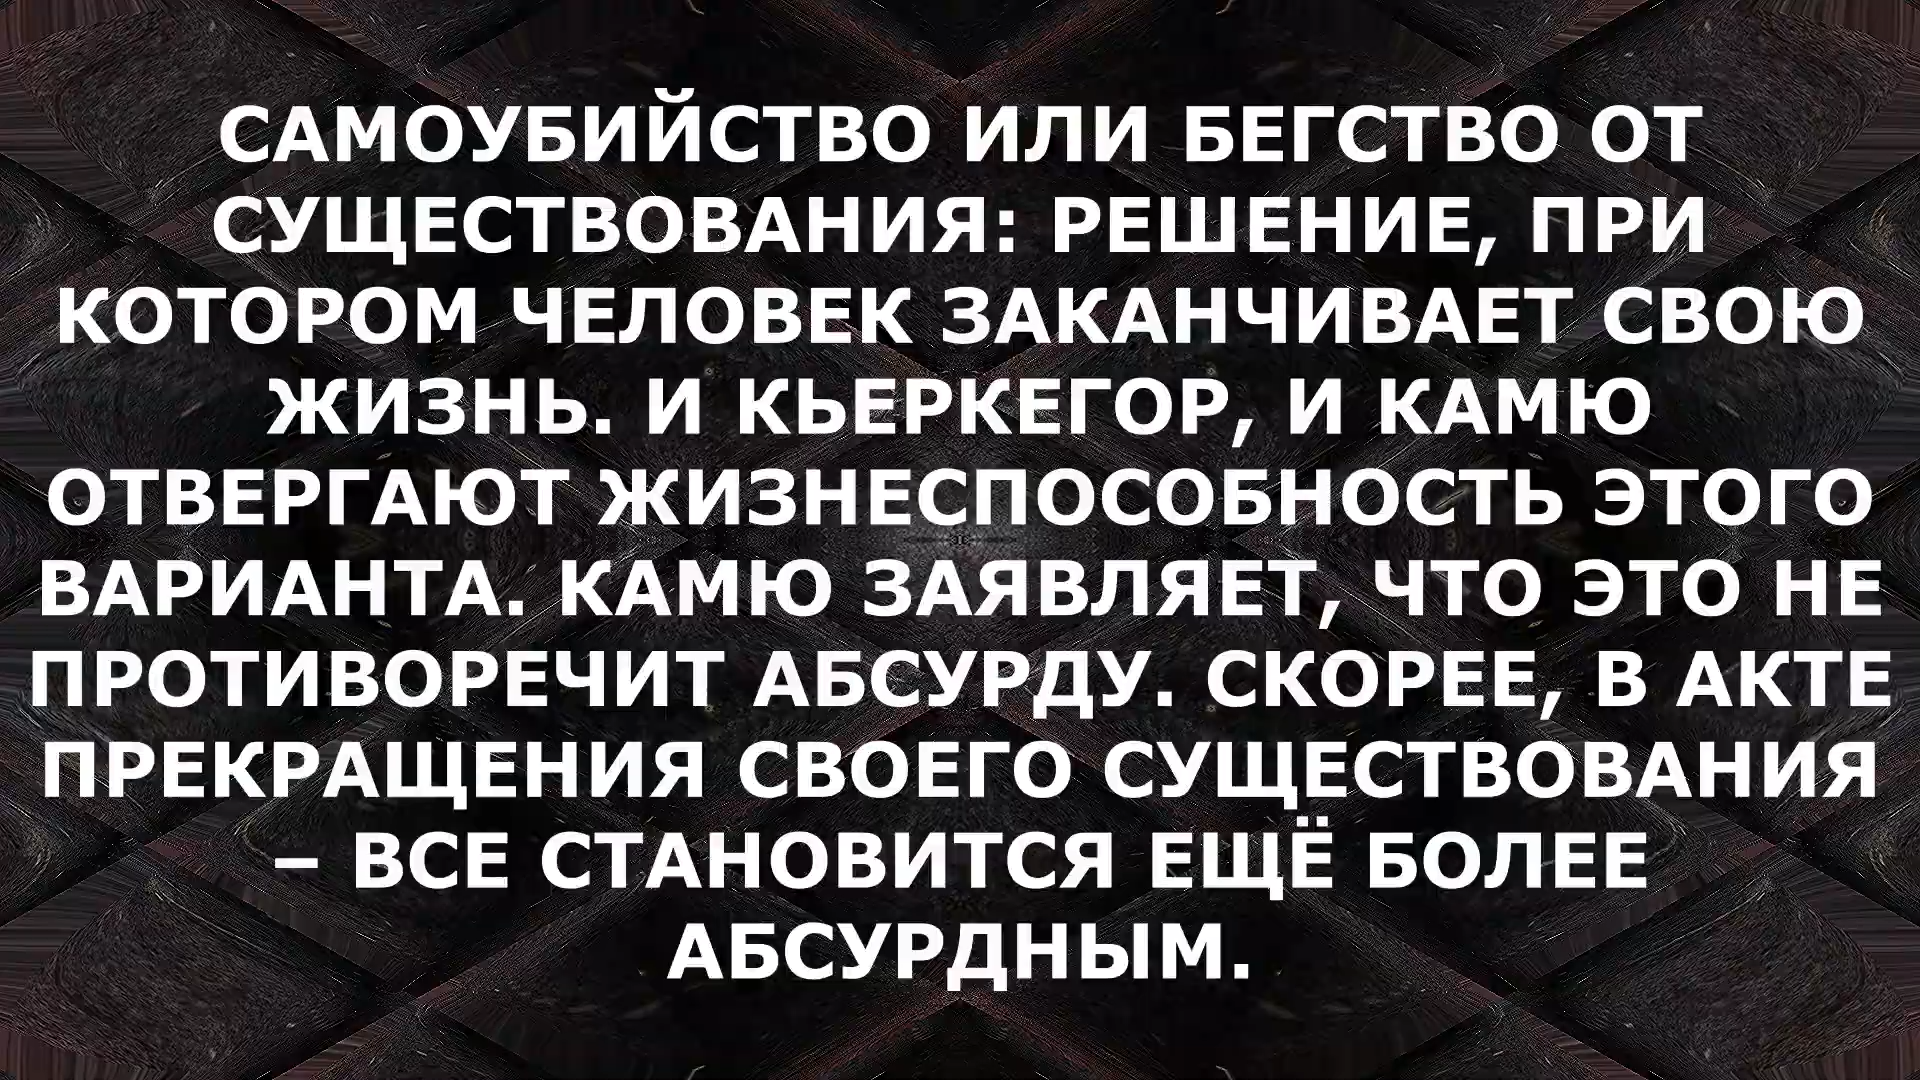 САМОУБИЙСТВО ИЛИ БЕГСТВО ОТ
СУЩЕСТВОВАНИЯ: РЕШЕНИЕ, ПРИ
КОТОРОМ ЧЕЛОВЕК ЗАКАНЧИВАЕТ СВОЮ
ЖИЗНЬ. И КЬЕРКЕГОР, И КАМЮ
ОТВЕРГАЮТ ЖИЗНЕСПОСОБНОСТЬ ЭТОГО
ВАРИАНТА. КАМЮ ЗАЯВЛЯЕТ, ЧТО ЭТО НЕ
ПРОТИВОРЕЧИТ АБСУРДУ. СКОРЕЕ, В АКТЕ
ПРЕКРАЩЕНИЯ СВОЕГО СУЩЕСТВОВАНИЯ
– ВСЕ СТАНОВИТСЯ ЕЩЁ БОЛЕЕ
АБСУРДНЫМ.